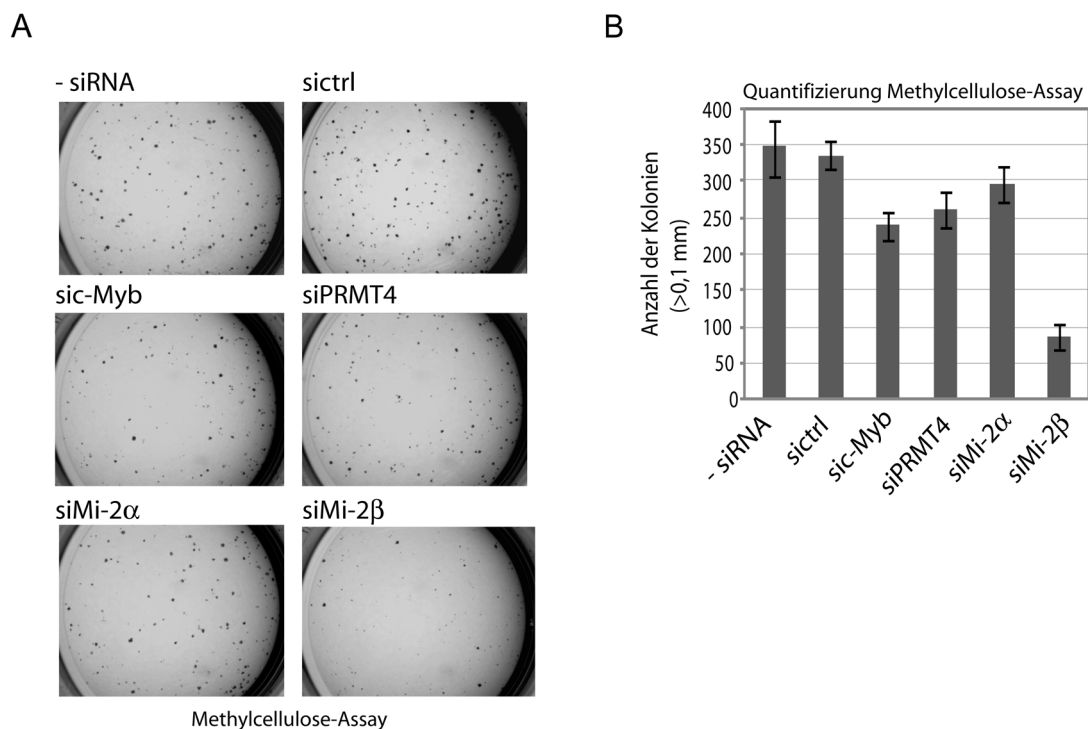 A
- siRNA
sictrl
sic-Myb
siPRMT4
siMi-2α
siMi-2β
Methylcellulose-Assay
B
Quantifizierung Methylcellulose-Assay
Anzahl der Kolonien
(>0,1 mm)
400
350
300
250
200
150
100
50
0
- siRNA
sictrl
sic-Myb
siPRMT4
siMi-2α
siMi-2β